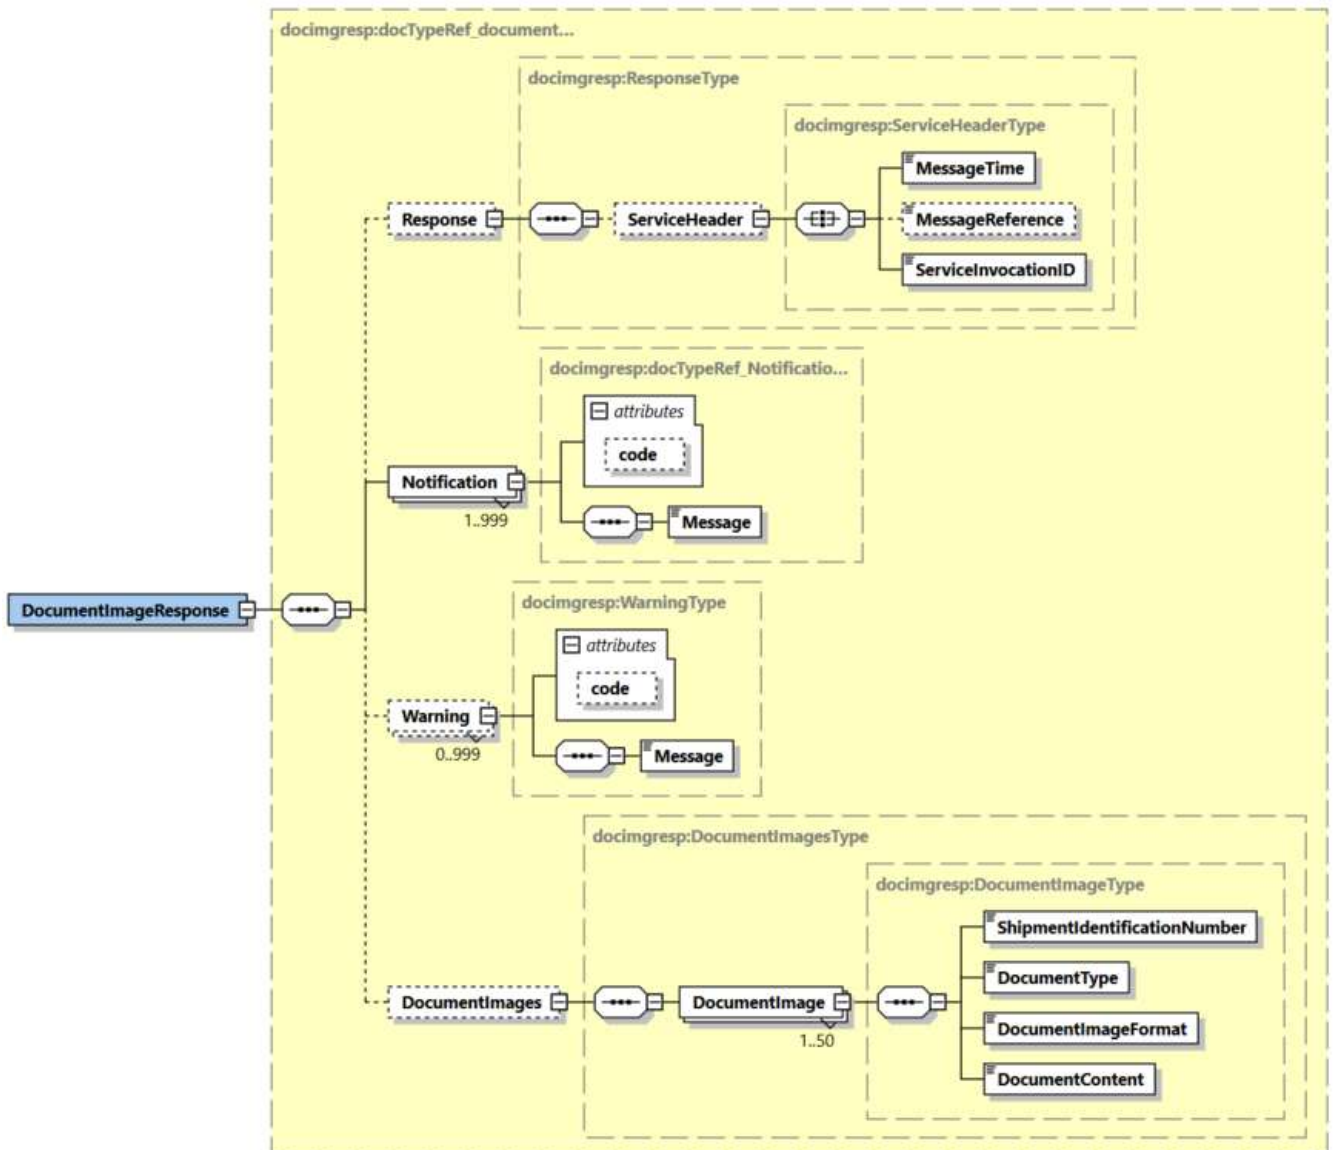 docimgresp:docTypeRef_document...
docimgresp:ResponseType
docimgresp:ServiceHeaderType
MessageTime
Response
ServiceHeader
MessageReference
ServiceInvocationID
docimgresp:docTypeRef_Notificatio...
attributes
code
Notification
1..999
Message
docimgresp:WarningType
DocumentImageResponse
attributes
code
Warning
0..999
Message
docimgresp:DocumentImagesType
docimgresp:DocumentImageType
ShipmentIdentificationNumber
DocumentType
DocumentImages
DocumentImage
1..50
DocumentImageFormat
DocumentContent